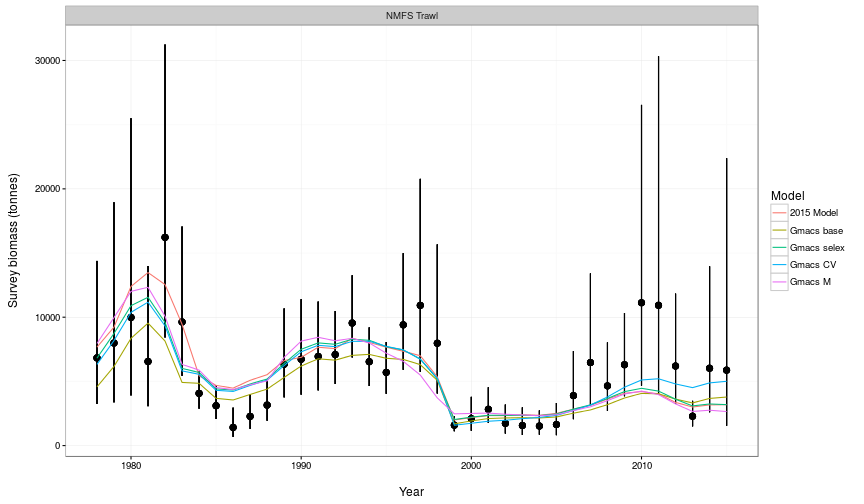 NMFS Trawl
Survey biomass (tonnes)
30000
20000
10000
0
1980
1990
2000
2010
Year
Model
2015 Model
Gmacs base
Gmacs selex
Gmacs CV
Gmacs M